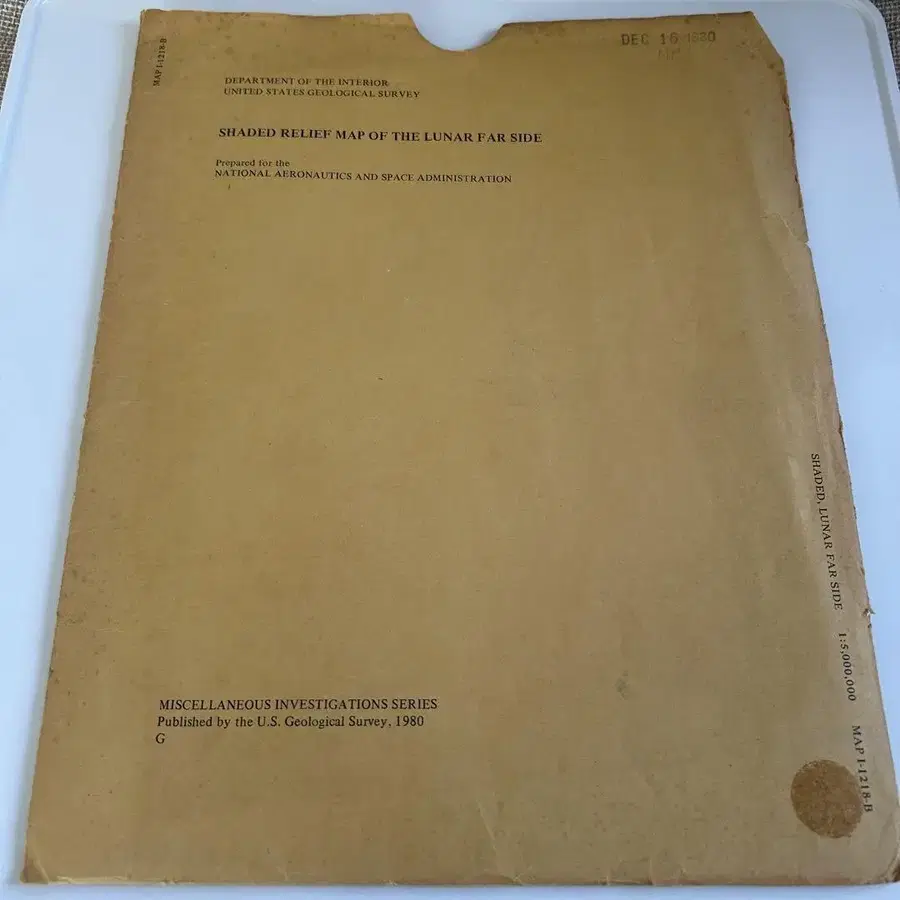 MAP I-1218-B
DEC 16 1980
DEPARTMENT OF THE INTERIOR
UNITED STATES GEOLOGICAL SURVEY
SHADED RELIEF MAP OF THE LUNAR FAR SIDE
Prepared for the
NATIONAL AERONAUTICS AND SPACE ADMINISTRATION
SHADED, LUNAR FAR SIDE 1:5,000,000 MAP I-1218-B
MISCELLANEOUS INVESTIGATIONS SERIES
Published by the U.S. Geological Survey, 1980
G